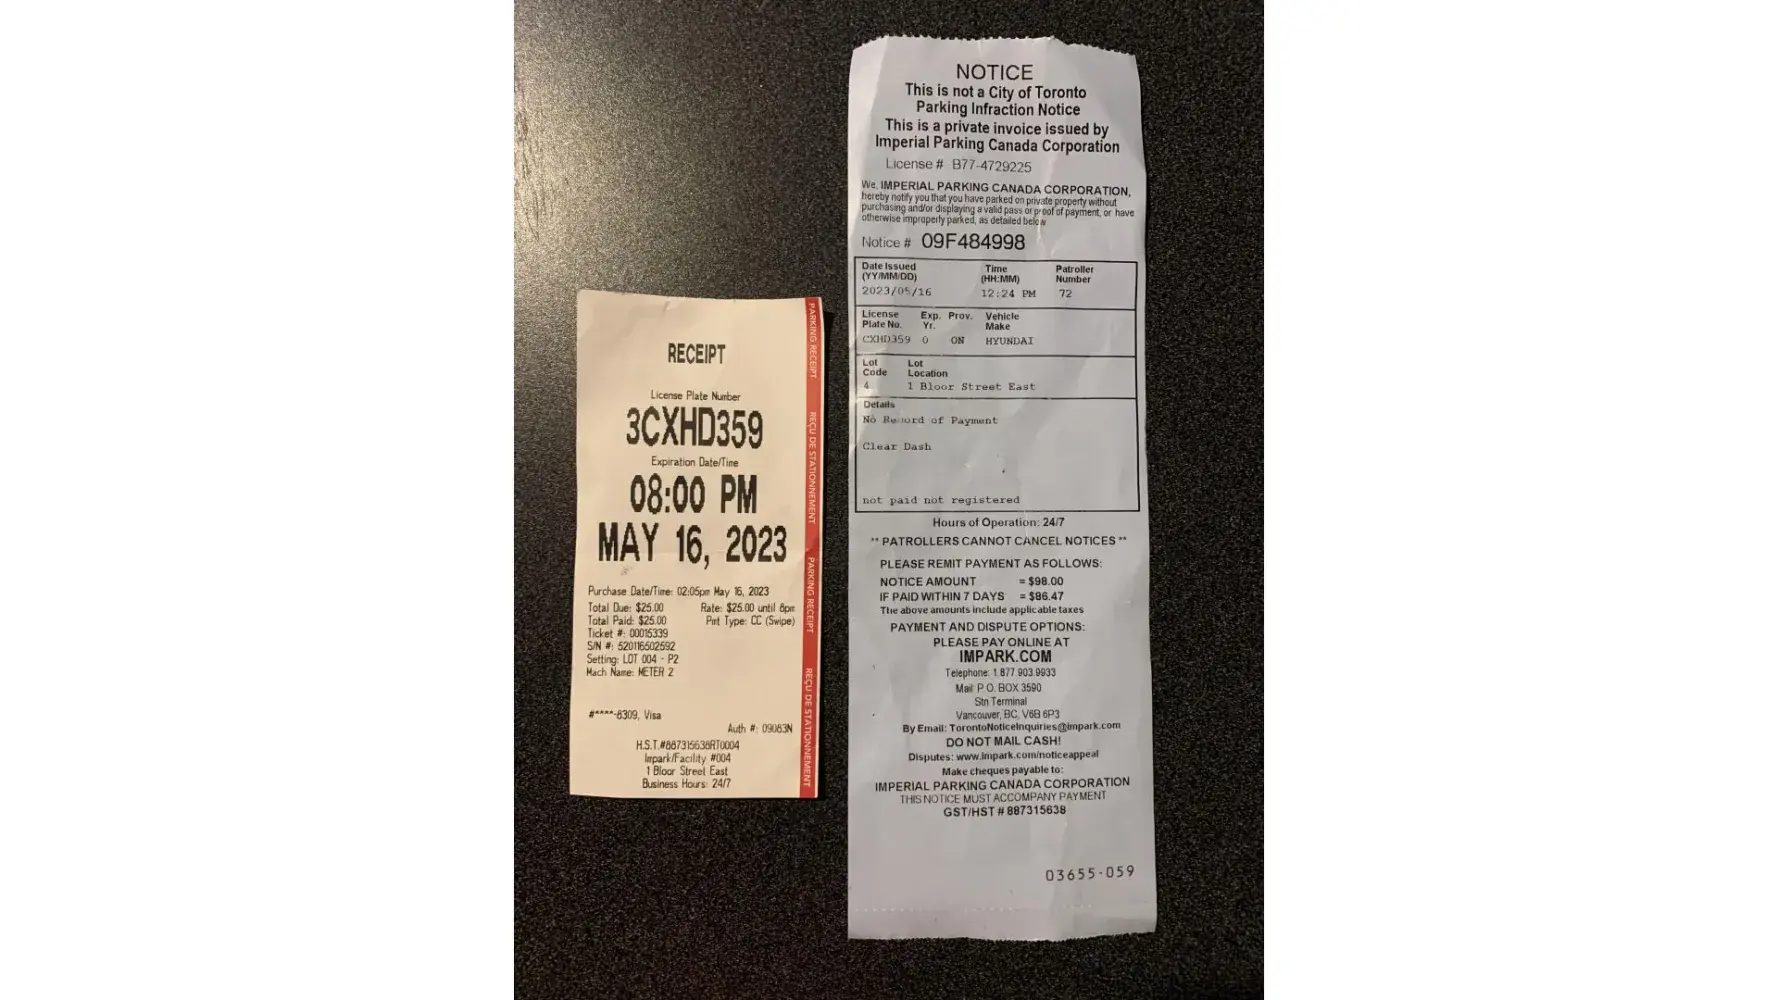 RECEIPT
License Plate Number
3CXHD359
Expiration Date/Time
08:00 PM
MAY 16, 2023
Purchase Date/Time: 02:05pm May 16, 2023
Total Due: $25.00 Rate: $25.00 until 6pm
Total Paid: $25.00 Pmt Type: CC (Swipe)
Ticket #: 00015339
S/N #: 520116502592
Setting: LOT 004 - P2
Mach Name: METER 2
#****-8309, Visa
Auth #: 09063N
H.S.T.#887315638RT0004
Impark/Facility #004
1 Bloor Street East
Business Hours: 24/7
PARKING RECEIPT REÇU DE STATIONNEMENT PARKING RECEIPT REÇU DE STATIONNEMENT
NOTICE
This is not a City of Toronto
Parking Infraction Notice
This is a private invoice issued by
Imperial Parking Canada Corporation
License # B77-4729225
We, IMPERIAL PARKING CANADA CORPORATION,
hereby notify you that you have parked on private property without
purchasing and/or displaying a valid pass or proof of payment, or have
otherwise improperly parked, as detailed below
Notice # 09F484998
Date Issued Time Patroller
(YY/MM/DD) (HH:MM) Number
2023/05/16 12:24 PM 72
License Exp. Prov. Vehicle
Plate No. Yr. Make
CXHD359 0 ON HYUNDAI
Lot Lot
Code Location
4 1 Bloor Street East
Details
No Record of Payment
Clear Dash
not paid not registered
Hours of Operation: 24/7
** PATROLLERS CANNOT CANCEL NOTICES **
PLEASE REMIT PAYMENT AS FOLLOWS:
NOTICE AMOUNT = $98.00
IF PAID WITHIN 7 DAYS = $86.47
The above amounts include applicable taxes
PAYMENT AND DISPUTE OPTIONS:
PLEASE PAY ONLINE AT
IMPARK.COM
Telephone: 1.877.903.9933
Mail: P.O. BOX 3590
Stn Terminal
Vancouver, BC, V6B 6P3
By Email: TorontoNoticeInquiries@impark.com
DO NOT MAIL CASH!
Disputes: www.impark.com/noticeappeal
Make cheques payable to:
IMPERIAL PARKING CANADA CORPORATION
THIS NOTICE MUST ACCOMPANY PAYMENT
GST/HST # 887315638
03655-059